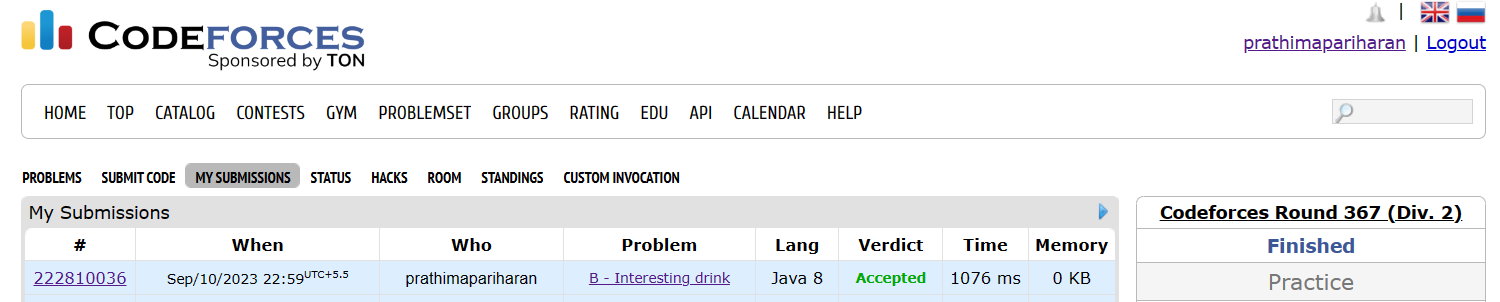 CODEFORCES
Sponsored by TON
|
prathimapariharan | Logout
HOME TOP CATALOG CONTESTS GYM PROBLEMSET GROUPS RATING EDU API CALENDAR HELP
PROBLEMS SUBMIT CODE MY SUBMISSIONS STATUS HACKS ROOM STANDINGS CUSTOM INVOCATION
My Submissions
# When Who Problem Lang Verdict Time Memory
222810036 Sep/10/2023 22:59UTC+5.5 prathimapariharan B - Interesting drink Java 8 Accepted 1076 ms 0 KB
Codeforces Round 367 (Div. 2)
Finished
Practice